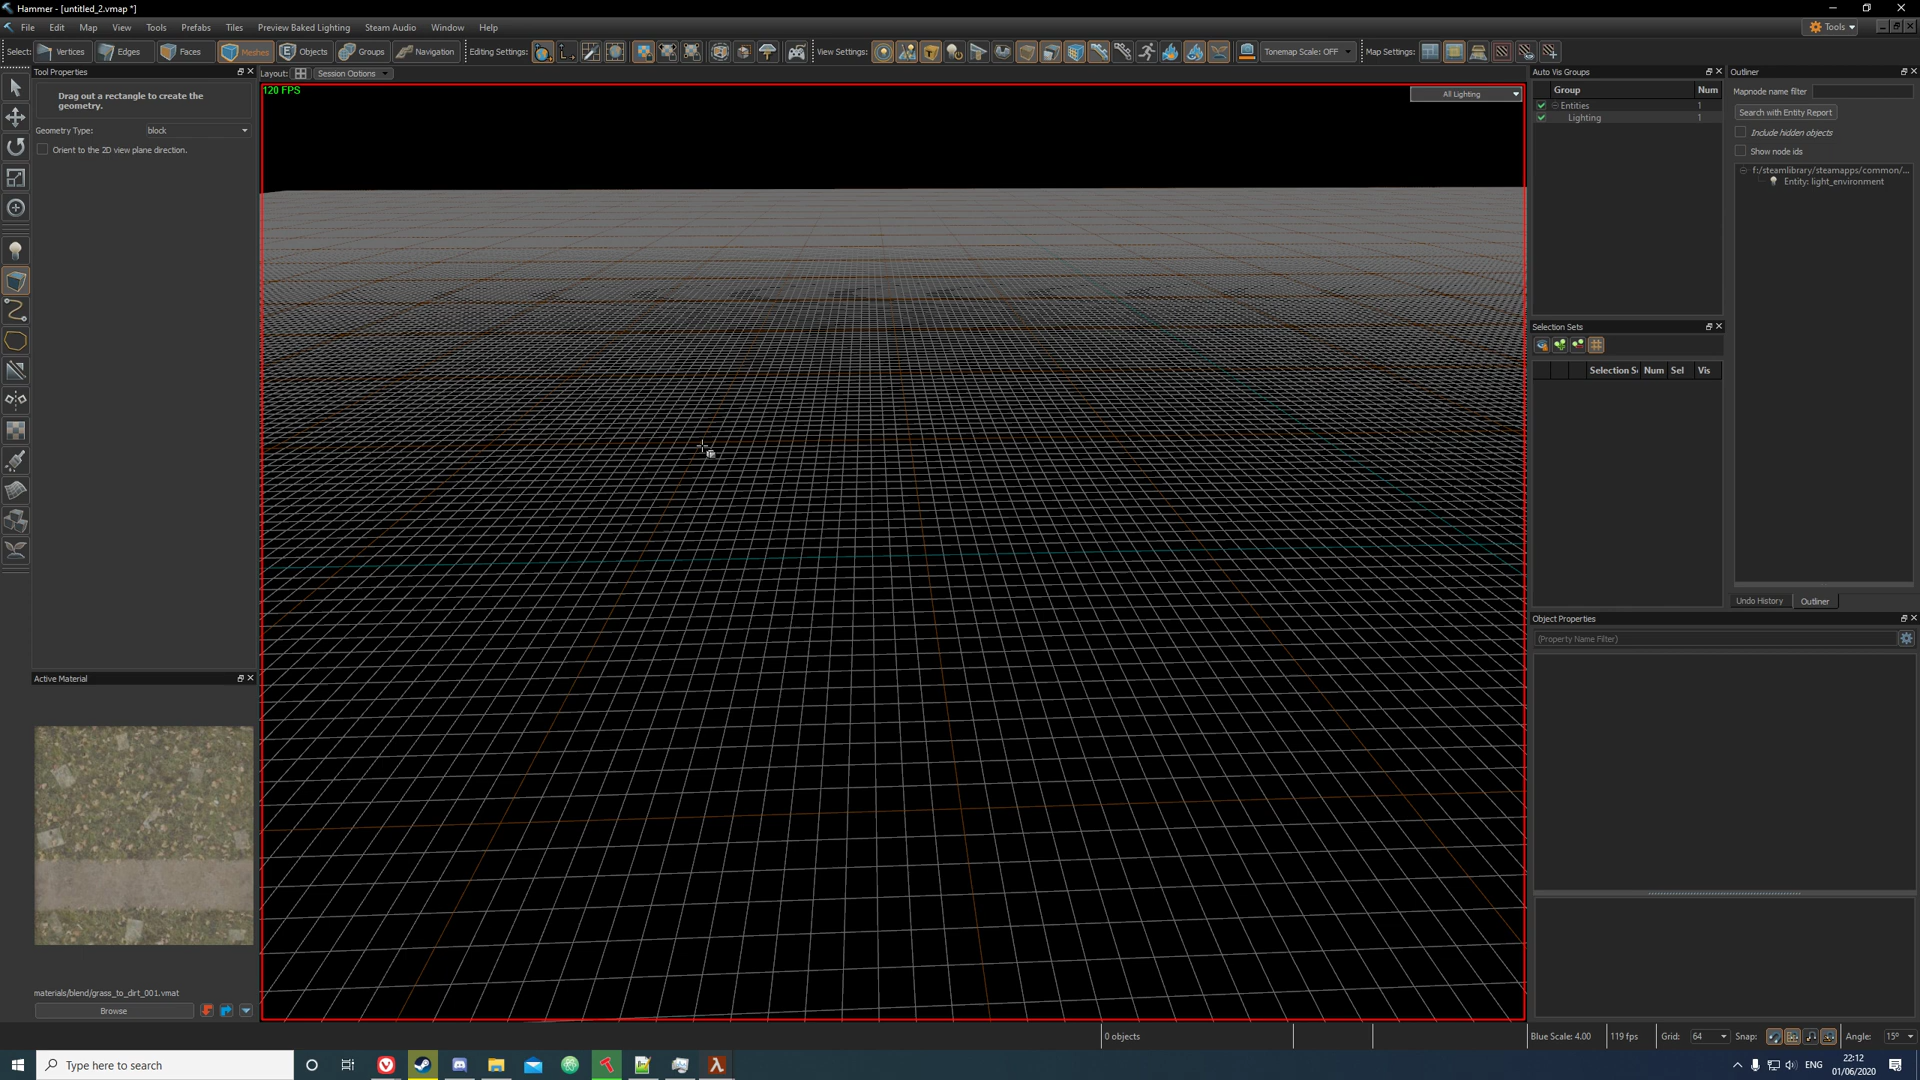 Hammer - [untitled_2.vmap *]
File Edit Map View Tools Prefabs Tiles Preview Baked Lighting Steam Audio Window Help
Tools
Select: Vertices Edges Faces Meshes Objects Groups Navigation Editing Settings: View Settings: Tonemap Scale: OFF Map Settings:
Tool Properties
Drag out a rectangle to create the
geometry.
Geometry Type: block
Orient to the 2D view plane direction.
Layout: Session Options
120 FPS
All Lighting
Auto Vis Groups
Group Num
Entities 1
Lighting 1
Selection Sets
Selection S Num Sel Vis
Outliner
Mapnode name filter
Search with Entity Report
Include hidden objects
Show node ids
f:/steamlibrary/steamapps/common/...
Entity: light_environment
Undo History Outliner
Object Properties
(Property Name Filter)
Active Material
materials/blend/grass_to_dirt_001.vmat
Browse
0 objects
Blue Scale: 4.00 119 fps Grid: 64 Snap: Angle: 15º
Type here to search
ENG
22:12
01/06/2020